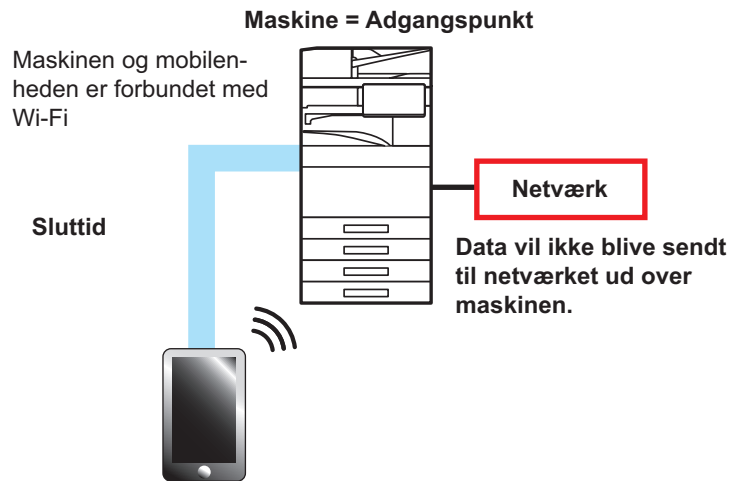 Maskine = Adgangspunkt
Maskinen og mobilen-
heden er forbundet med
Wi-Fi
Netværk
Sluttid
Data vil ikke blive sendt
til netværket ud over
maskinen.